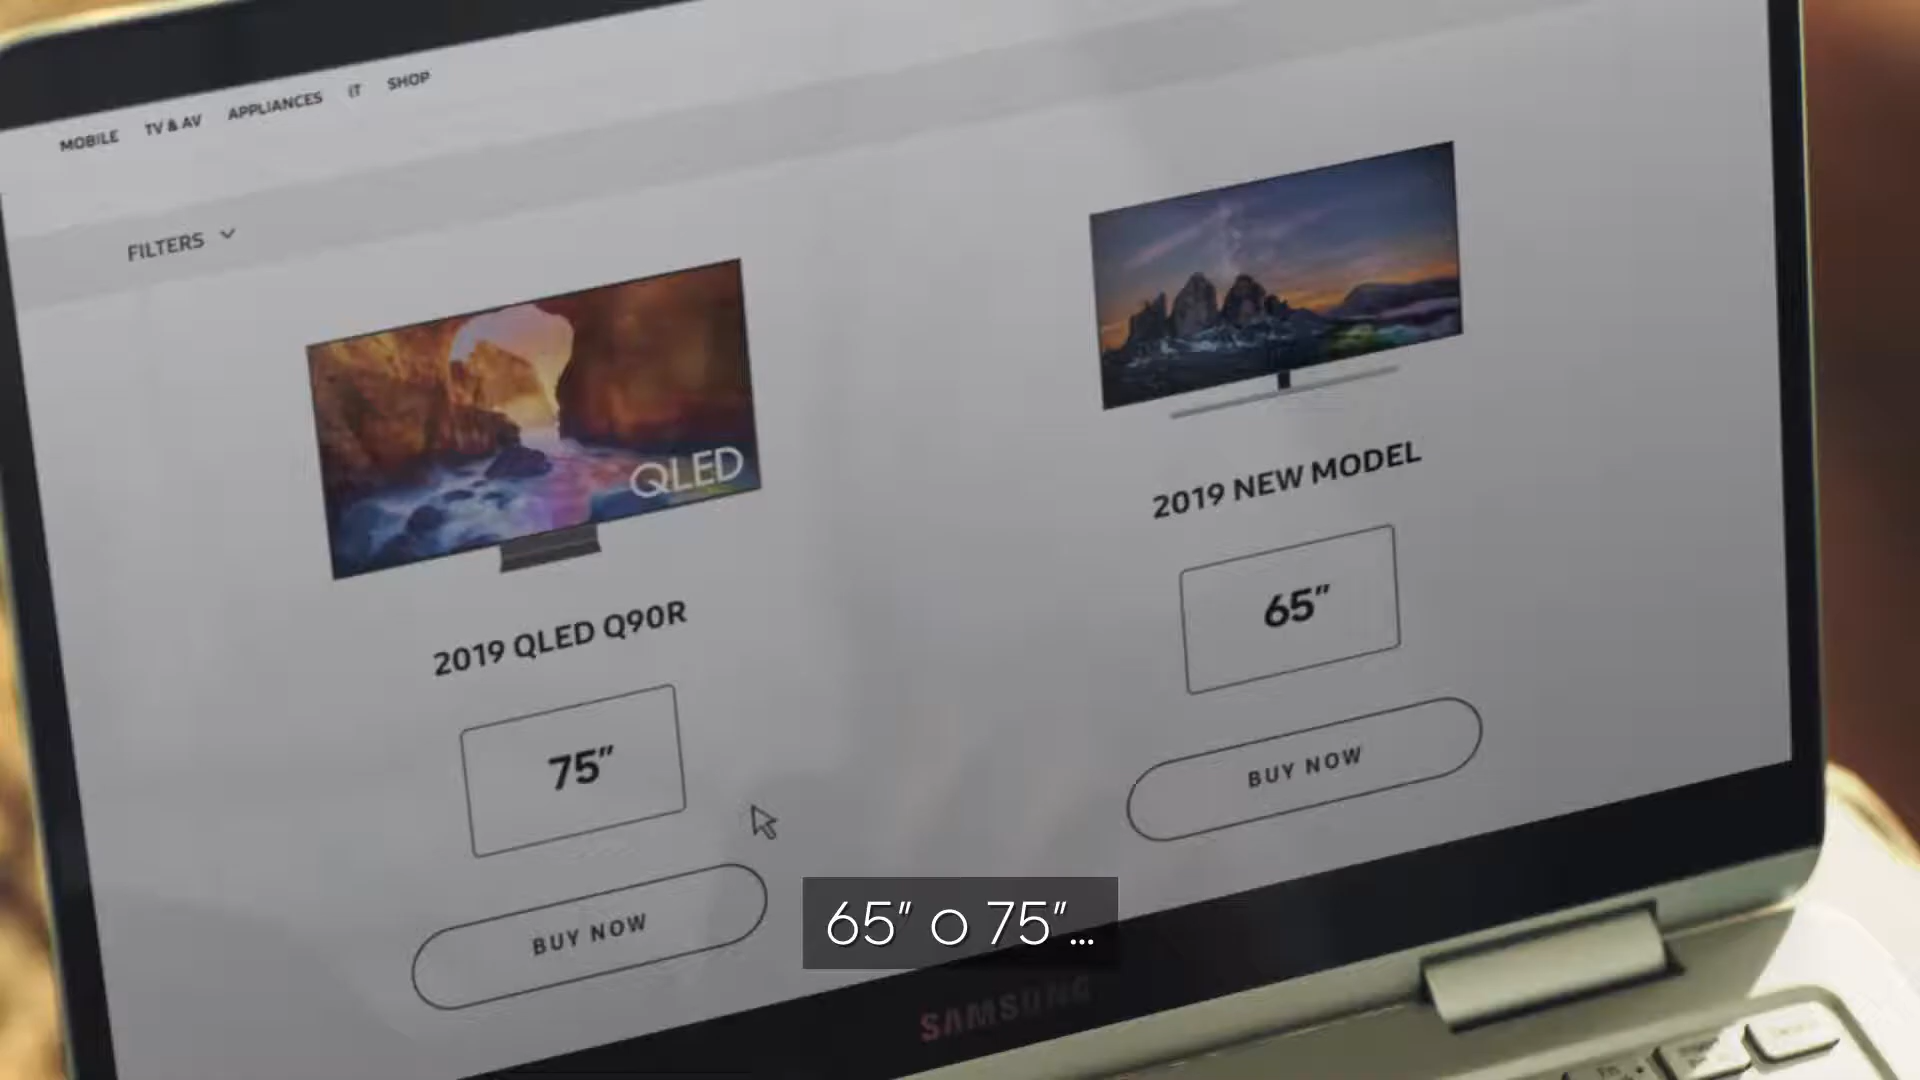 MOBILE TV & AV APPLIANCES IT SHOP
FILTERS
QLED
2019 QLED Q90R
75"
BUY NOW
2019 NEW MODEL
65"
BUY NOW
65" O 75"...
SAMSUNG